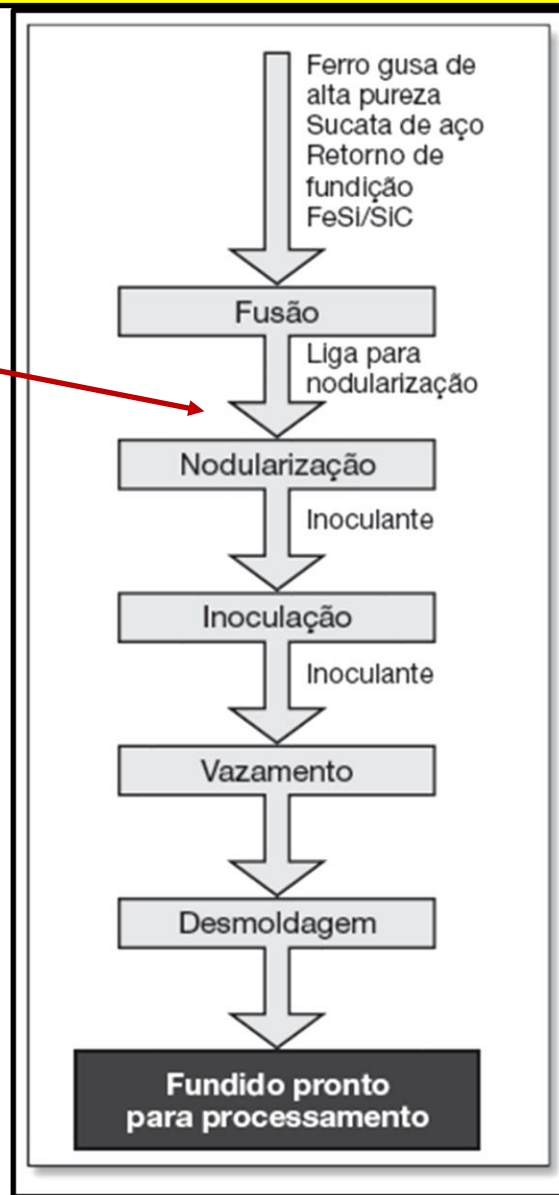 Ferro gusa de
alta pureza
Sucata de aço
Retorno de
fundição
FeSi/SiC
Fusão
Liga para
nodularização
Nodularização
Inoculante
Inoculação
Inoculante
Vazamento
Desmoldagem
Fundido pronto
para processamento